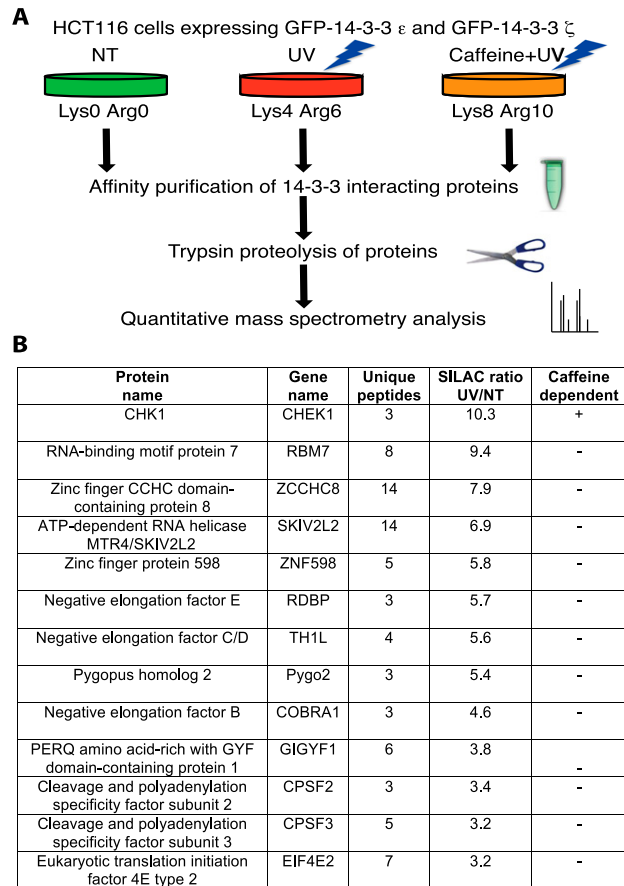 A
HCT116 cells expressing GFP-14-3-3 ε and GFP-14-3-3 ζ
NT UV Caffeine+UV
Lys0 Arg0 Lys4 Arg6 Lys8 Arg10
Affinity purification of 14-3-3 interacting proteins
Trypsin proteolysis of proteins
Quantitative mass spectrometry analysis
B
Protein Gene Unique SILAC ratio Caffeine
name name peptides UV/NT dependent
CHK1 CHEK1 3 10.3 +
RNA-binding motif protein 7 RBM7 8 9.4 -
Zinc finger CCHC domain- ZCCHC8 14 7.9 -
containing protein 8
ATP-dependent RNA helicase SKIV2L2 14 6.9 -
MTR4/SKIV2L2
Zinc finger protein 598 ZNF598 5 5.8 -
Negative elongation factor E RDBP 3 5.7 -
Negative elongation factor C/D TH1L 4 5.6 -
Pygopus homolog 2 Pygo2 3 5.4 -
Negative elongation factor B COBRA1 3 4.6 -
PERQ amino acid-rich with GYF GIGYF1 6 3.8
domain-containing protein 1 -
Cleavage and polyadenylation CPSF2 3 3.4 -
specificity factor subunit 2
Cleavage and polyadenylation CPSF3 5 3.2 -
specificity factor subunit 3
Eukaryotic translation initiation EIF4E2 7 3.2 -
factor 4E type 2